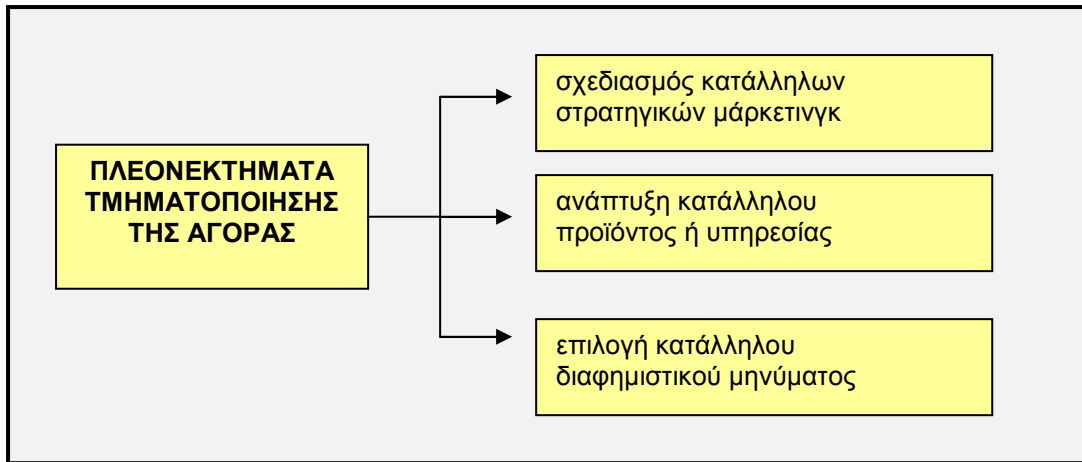 ΠΛΕΟΝΕΚΤΗΜΑΤΑ
ΤΜΗΜΑΤΟΠΟΙΗΣΗΣ
ΤΗΣ ΑΓΟΡΑΣ
σχεδιασμός κατάλληλων
στρατηγικών μάρκετινγκ
ανάπτυξη κατάλληλου
προϊόντος ή υπηρεσίας
επιλογή κατάλληλου
διαφημιστικού μηνύματος